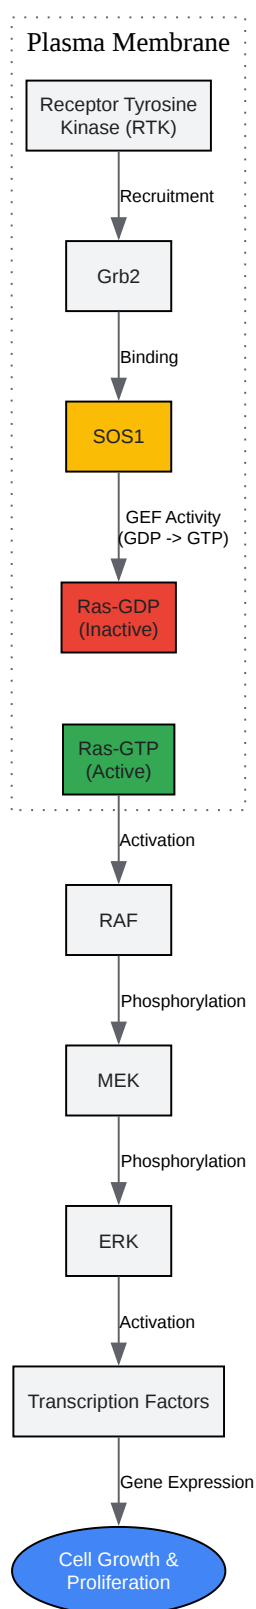 Plasma Membrane
Receptor Tyrosine
Kinase (RTK)
Recruitment
Grb2
Binding
SOS1
GEF Activity
(GDP -> GTP)
Ras-GDP
(Inactive)
Ras-GTP
(Active)
Activation
RAF
Phosphorylation
MEK
Phosphorylation
ERK
Activation
Transcription Factors
Gene Expression
Cell Growth &
Proliferation